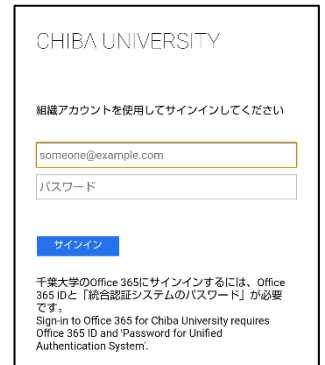 CHIBA UNIVERSITY
組織アカウントを使用してサインインしてください
someone@example.com
パスワード
サインイン
千葉大学のOffice 365にサインインするには、Office
365 IDと「統合認証システムのパスワード」が必要
です。
Sign-in to Office 365 for Chiba University requires
Office 365 ID and 'Password for Unified
Authentication System'.